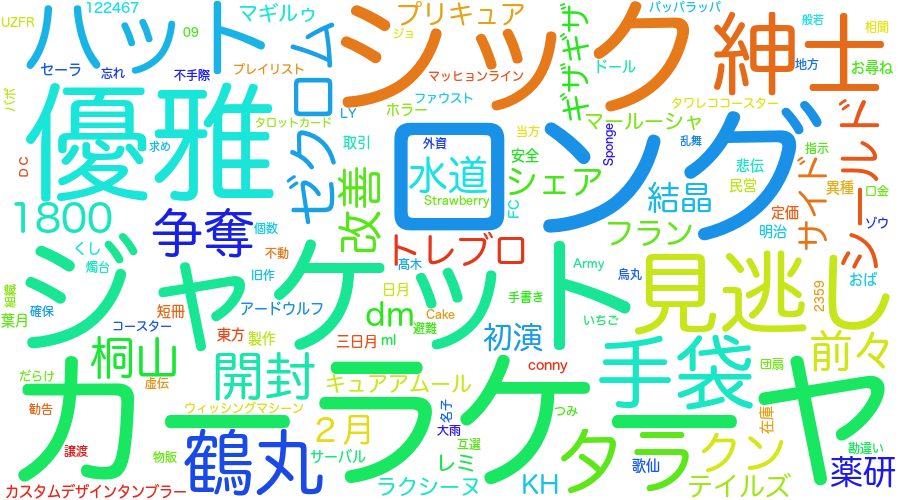 UZFR
122467
ハット
マギルゥ
プリキュア
バッパラッパ
般若
相聞
09
セーラ
忘れ
不手際
プレイリスト
ゼクロム
シック
ジョ
マッヒョンライン
ギザギザ
ドール
紳士
地方
お尋ね
バボ
優雅
タロットカード
LY
ホラー
ファウスト
マールーシャ
タワレココースター
シールド
DC
求め
取引
ロング
外資
当方
安全
Sponge
乱舞
指示
サイド
1800
争奪
改善
水道
Strawberry
FC
シェア
結晶
悲伝
民営
異種
口金
定価
ゾウ
くし
個数
トレブロ
フラン
明治
ジャケット
燭台
不動
旧作
高木
Army
烏丸
見逃し
おば
2359
組織
葉月
確保
短冊
アードウルフ
日月
手書き
コースター
東方
製作
dm
Cake
避難
いちご
初演
三日月
ml
桐山
だらけ
虚伝
開封
キュアアムール
conny
手袋
団扇
前々
カラーラケーヤ
勧告
ウィッシングマシーン
２月
名子
つみ
在庫
譲渡
鶴丸
大雨
互選
タラ
クン
勘違い
物販
サーバル
レミ
歌仙
薬研
カスタムデザインタンブラー
ラクシーヌ
KH
テイルズ